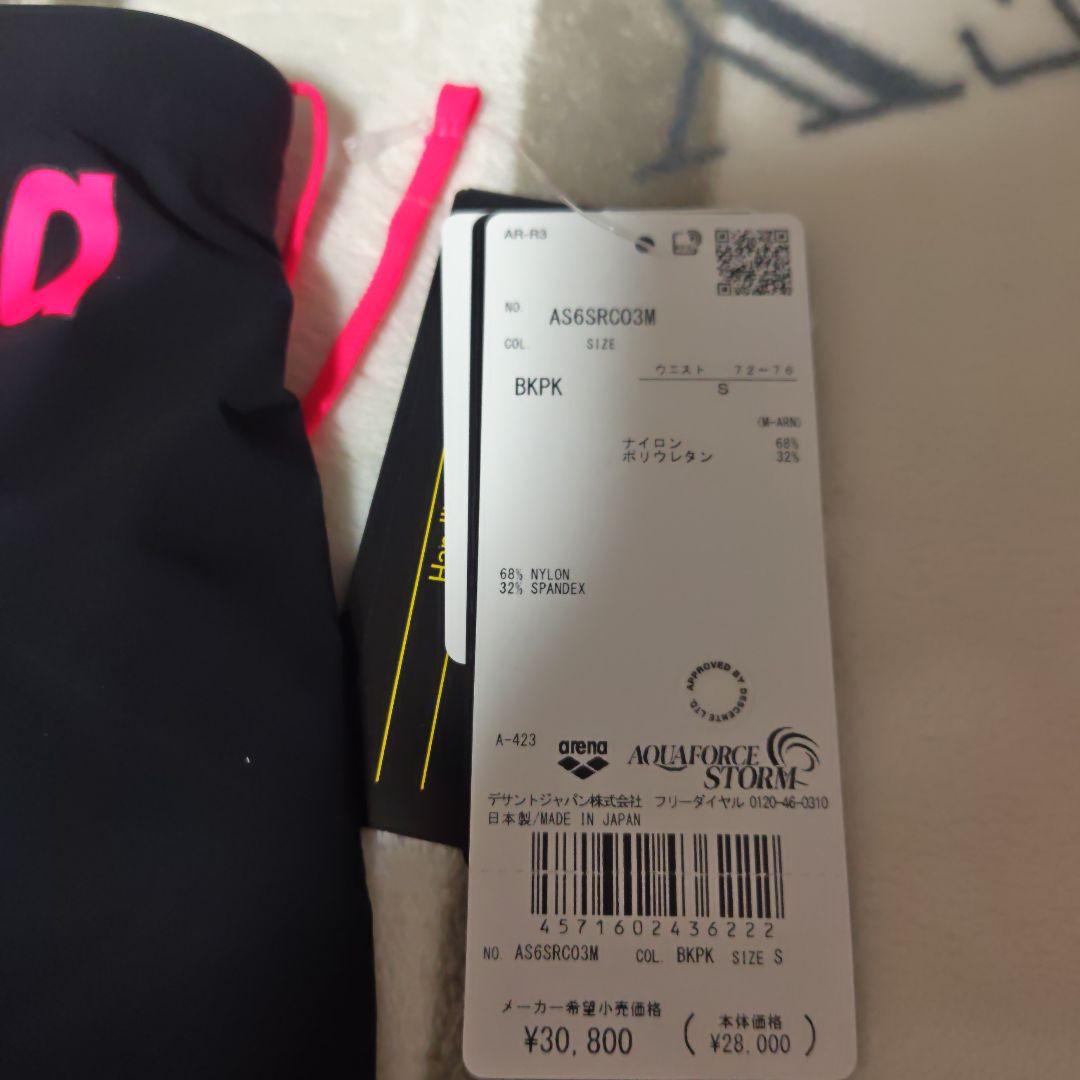 a
AR-R3
NO. AS6SRC03M
COL. SIZE
BKPK
ウエスト 72~76
S
(M-ARN)
ナイロン 68%
ポリウレタン 32%
68% NYLON
32% SPANDEX
APPROVED BY DESCENTE LTD.
A-423 arena AQUAFORCE
STORM
デサントジャパン株式会社 フリーダイヤル 0120-46-0310
日本製/MADE IN JAPAN
4571602436222
NO. AS6SRC03M COL. BKPK SIZE S
メーカー希望小売価格
¥30,800
(本体価格
¥28,000)